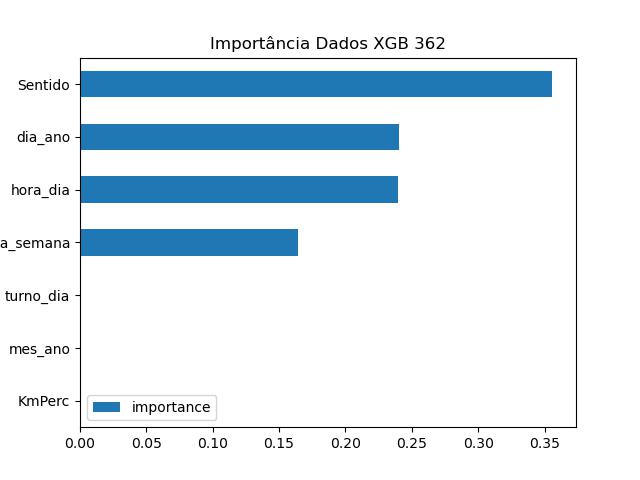 Importância Dados XGB 362
Sentido
dia_ano
hora_dia
a_semana
turno_dia
mes_ano
KmPerc
importance
0.00 0.05 0.10 0.15 0.20 0.25 0.30 0.35